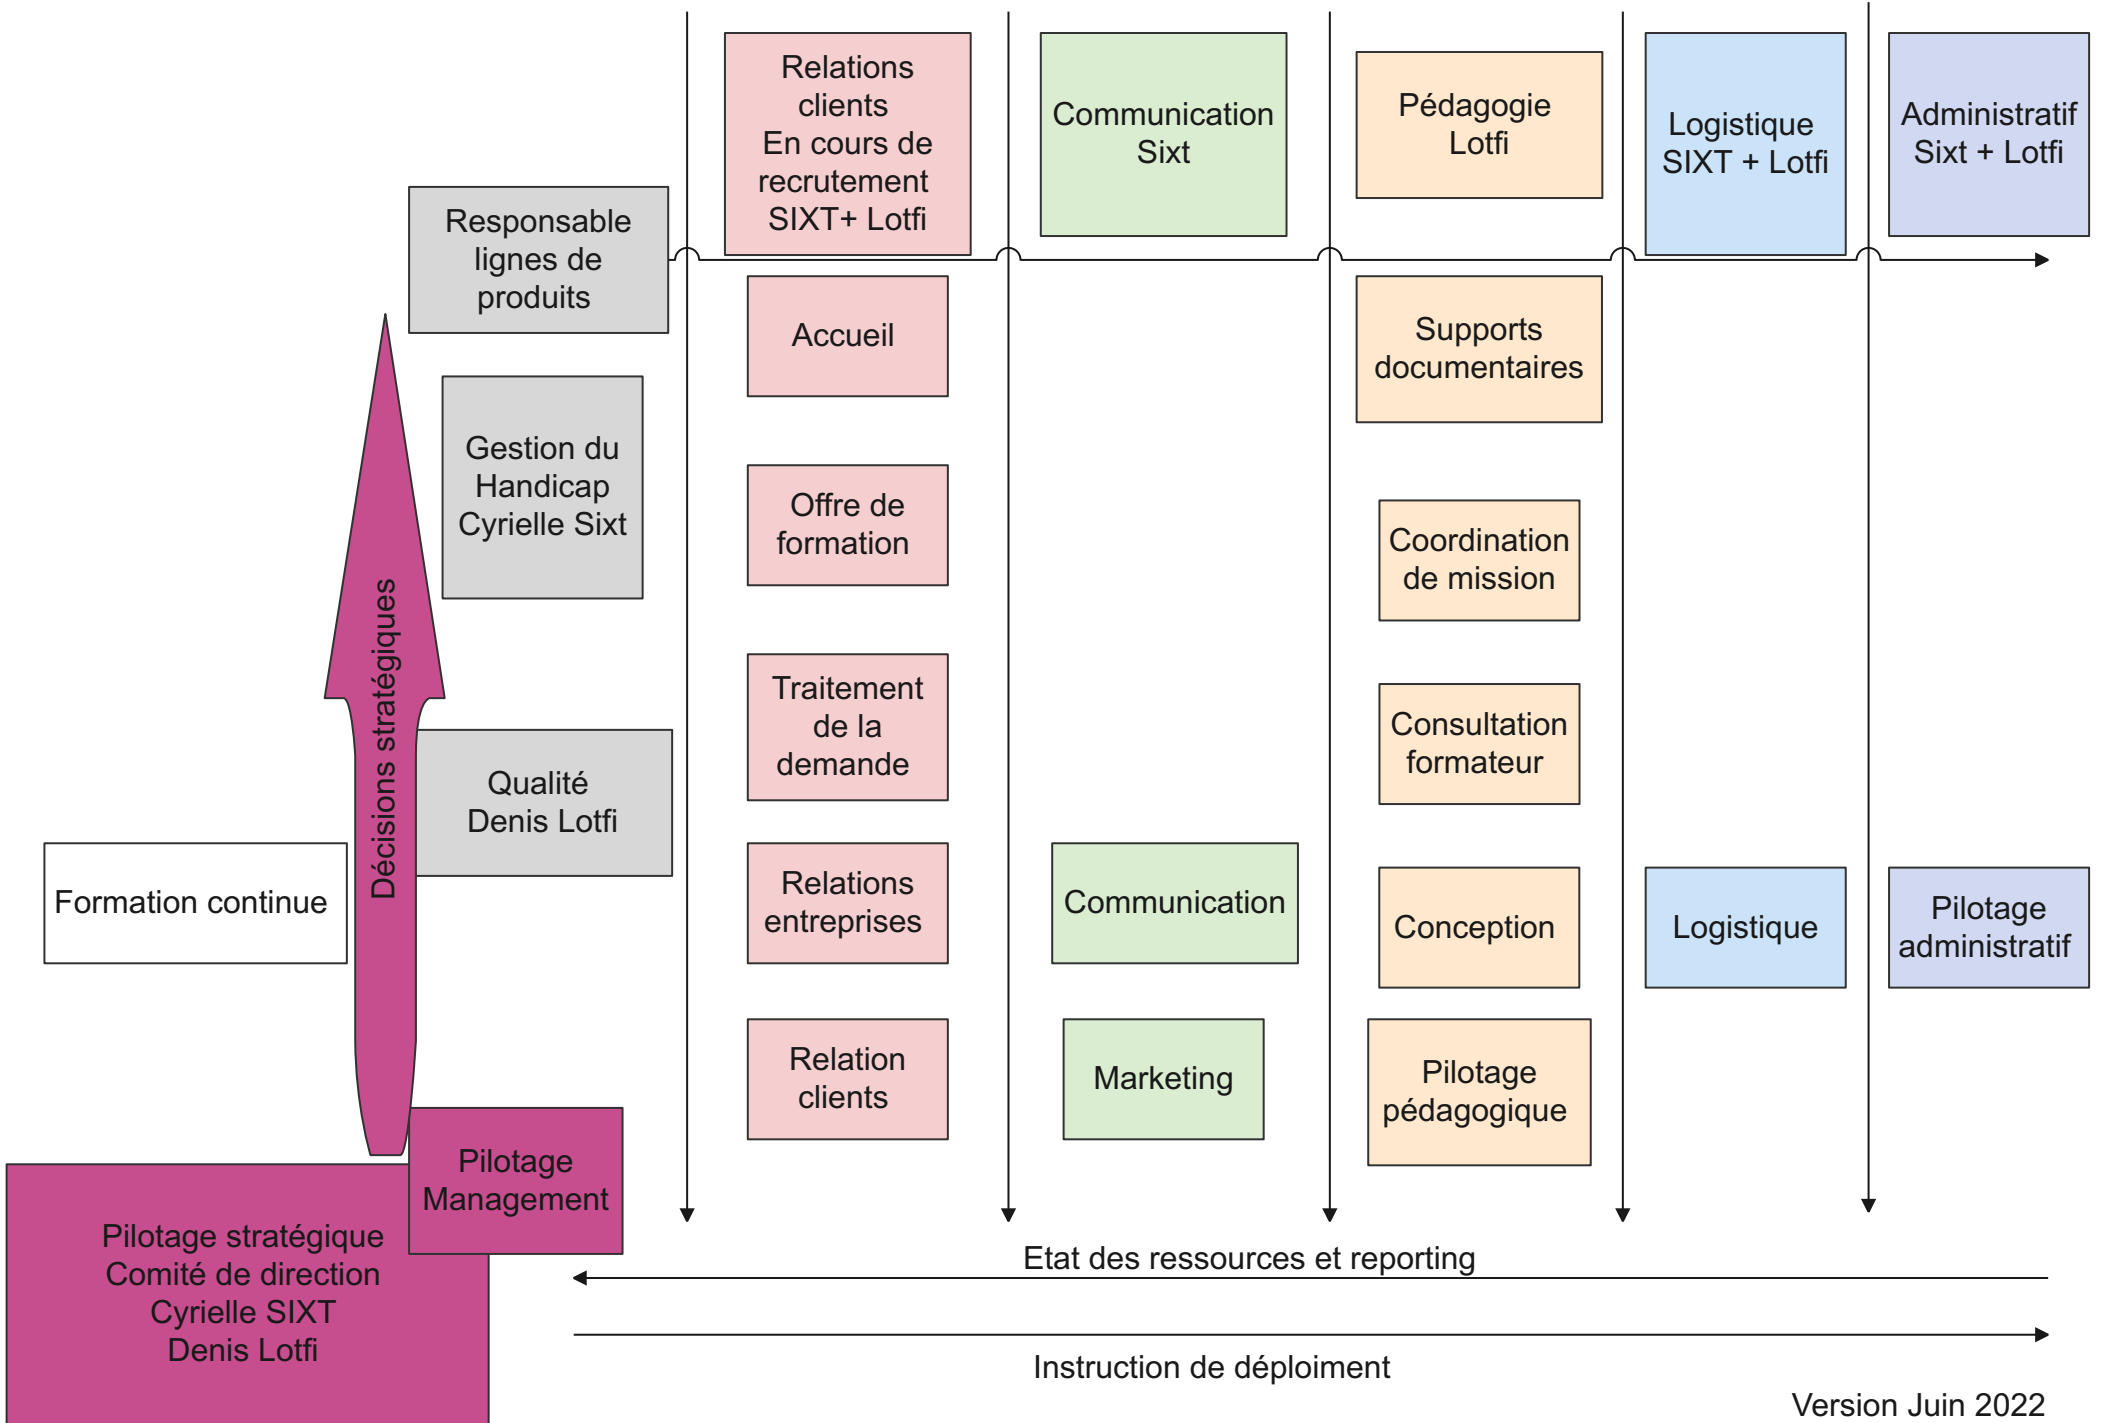 Relations
clients
En cours de
recrutement
SIXT+ Lotfi
Communication
Sixt
Pédagogie
Lotfi
Logistique
SIXT + Lotfi
Administratif
Sixt + Lotfi
Responsable
lignes de
produits
Accueil
Supports
documentaires
Gestion du
Handicap
Cyrielle Sixt
Offre de
formation
Coordination
de mission
Décisions stratégiques
Traitement
de la
demande
Consultation
formateur
Qualité
Denis Lotfi
Formation continue
Relations
entreprises
Communication
Conception
Logistique
Pilotage
administratif
Relation
clients
Marketing
Pilotage
pédagogique
Pilotage
Management
Pilotage stratégique
Comité de direction
Cyrielle SIXT
Denis Lotfi
Etat des ressources et reporting
Instruction de déploiment
Version Juin 2022